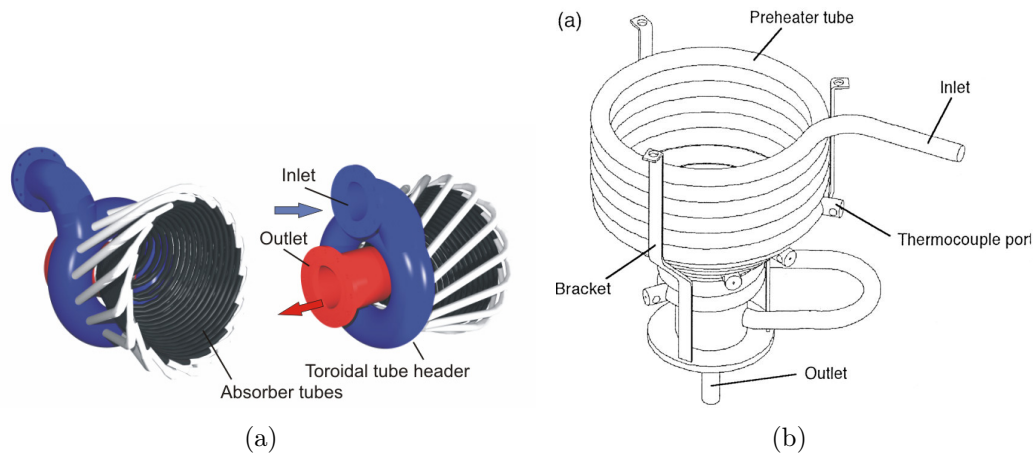 Inlet
Outlet
Toroidal tube header
Absorber tubes
(a)
(a)
Preheater tube
Inlet
Thermocouple port
Bracket
Outlet
(b)